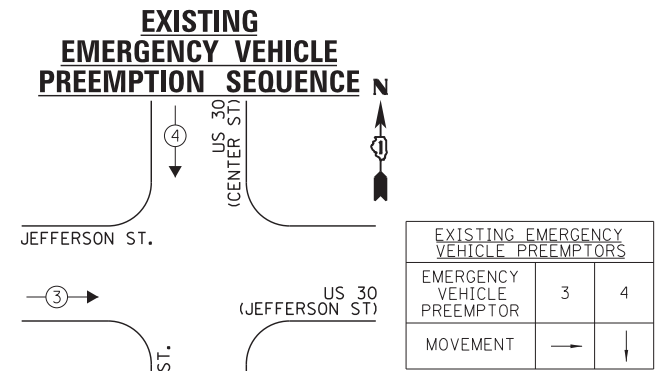 EXISTING
EMERGENCY VEHICLE
PREEMPTION SEQUENCE
N
4
US 30
(CENTER ST)
JEFFERSON ST.
3
US 30
(JEFFERSON ST)
ST.
EXISTING EMERGENCY
VEHICLE PREEMPTORS
EMERGENCY
VEHICLE
PREEMPTOR
3
4
MOVEMENT